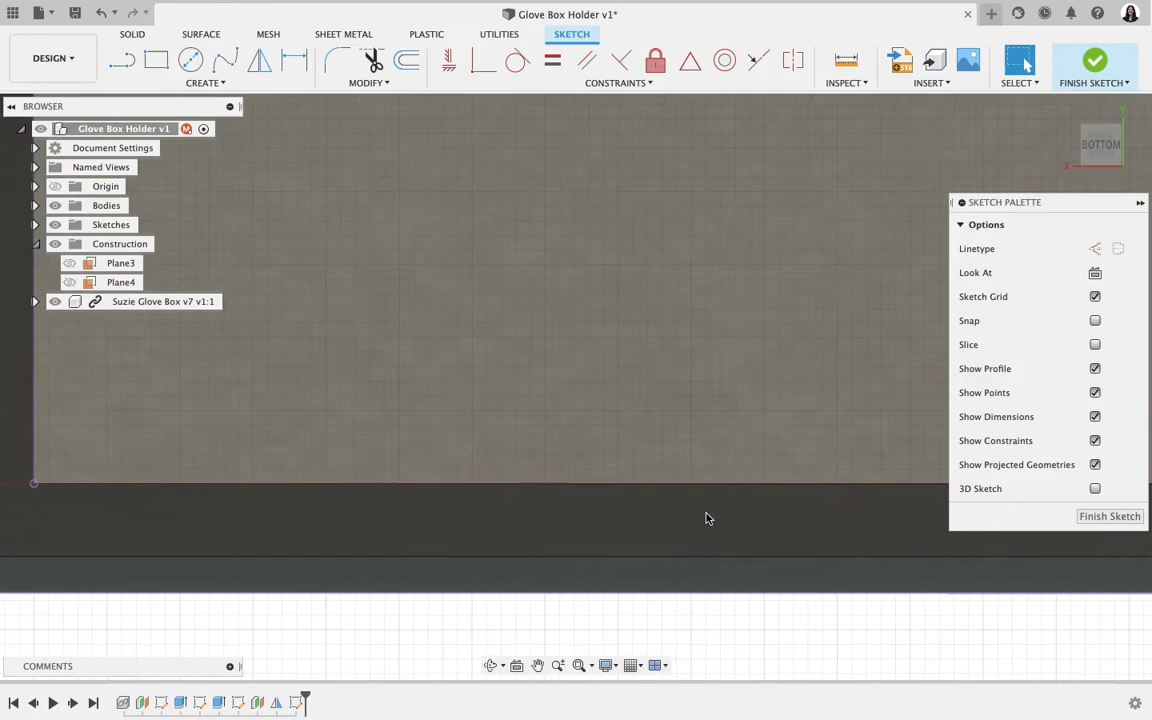 Glove Box Holder v1*
DESIGN
SOLID SURFACE MESH SHEET METAL PLASTIC UTILITIES SKETCH
CREATE MODIFY CONSTRAINTS INSPECT INSERT SELECT FINISH SKETCH
BROWSER
Glove Box Holder v1
M
Document Settings
Named Views
Origin
Bodies
Sketches
Construction
Plane3
Plane4
Suzie Glove Box v7 v1:1
Y
BOTTOM
X
SKETCH PALETTE
Options
Linetype
Look At
Sketch Grid
Snap
Slice
Show Profile
Show Points
Show Dimensions
Show Constraints
Show Projected Geometries
3D Sketch
Finish Sketch
COMMENTS